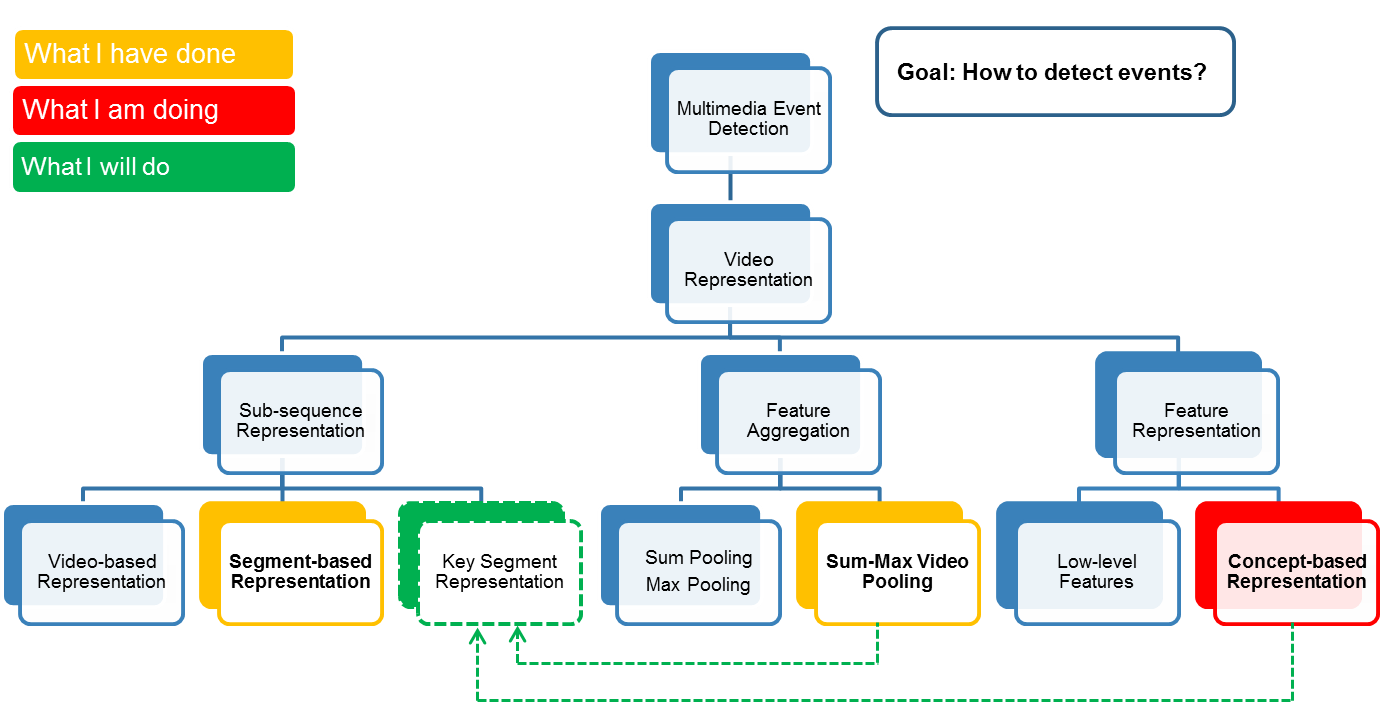 What I have done
What I am doing
What I will do
Goal: How to detect events?
Multimedia Event
Detection
Video
Representation
Sub-sequence
Representation
Feature
Aggregation
Feature
Representation
Video-based
Representation
Segment-based
Representation
Key Segment
Representation
Sum Pooling
Max Pooling
Sum-Max Video
Pooling
Low-level
Features
Concept-based
Representation